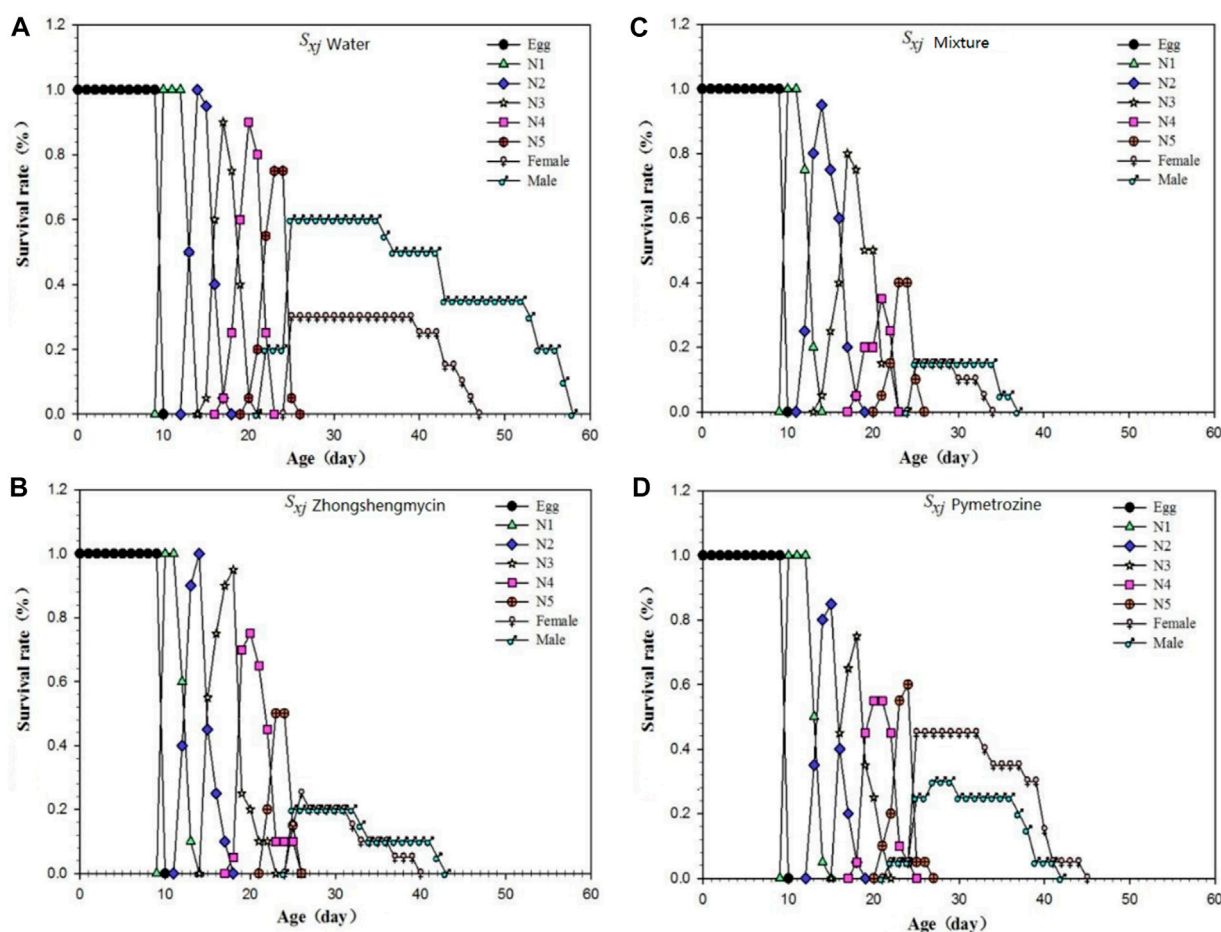 A
S_xj Water
1.2
1.0
0.8
0.6
0.4
0.2
0.0
Survival rate (%)
Egg
N1
N2
N3
N4
N5
Female
Male
0 10 20 30 40 50 60
Age (day)
C
S_xj Mixture
1.2
1.0
0.8
0.6
0.4
0.2
0.0
Survival rate (%)
Egg
N1
N2
N3
N4
N5
Female
Male
0 10 20 30 40 50 60
Age (day)
B
S_xj Zhongshengmycin
1.2
1.0
0.8
0.6
0.4
0.2
0.0
Survival rate (%)
Egg
N1
N2
N3
N4
N5
Female
Male
0 10 20 30 40 50 60
Age (day)
D
S_xj Pymetrozine
1.2
1.0
0.8
0.6
0.4
0.2
0.0
Survival rate (%)
Egg
N1
N2
N3
N4
N5
Female
Male
0 10 20 30 40 50 60
Age (day)